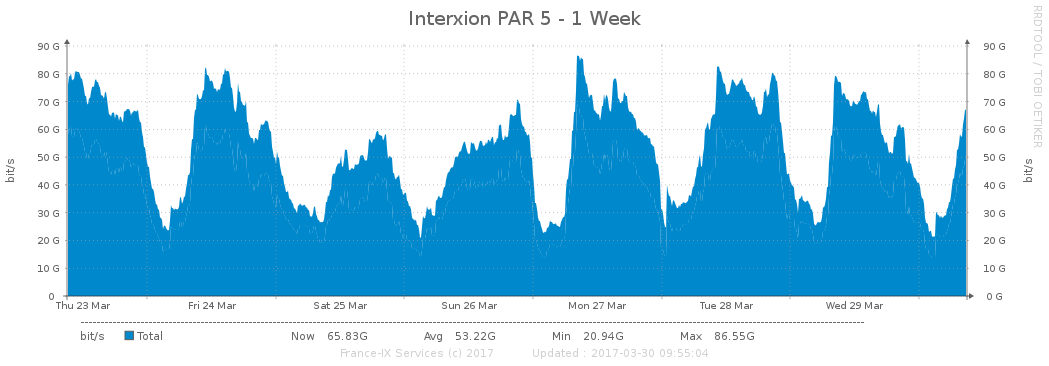 Interxion PAR 5 - 1 Week
RRDTOOL / TOBI OETIKER
bit/s
90 G
80 G
70 G
60 G
50 G
40 G
30 G
20 G
10 G
0
90 G
80 G
70 G
60 G
50 G
40 G
30 G
20 G
10 G
0 G
bit/s
Thu 23 Mar Fri 24 Mar Sat 25 Mar Sun 26 Mar Mon 27 Mar Tue 28 Mar Wed 29 Mar
bit/s Total Now 65.83G Avg 53.22G Min 20.94G Max 86.55G
France-IX Services (c) 2017 Updated : 2017-03-30 09:55:04